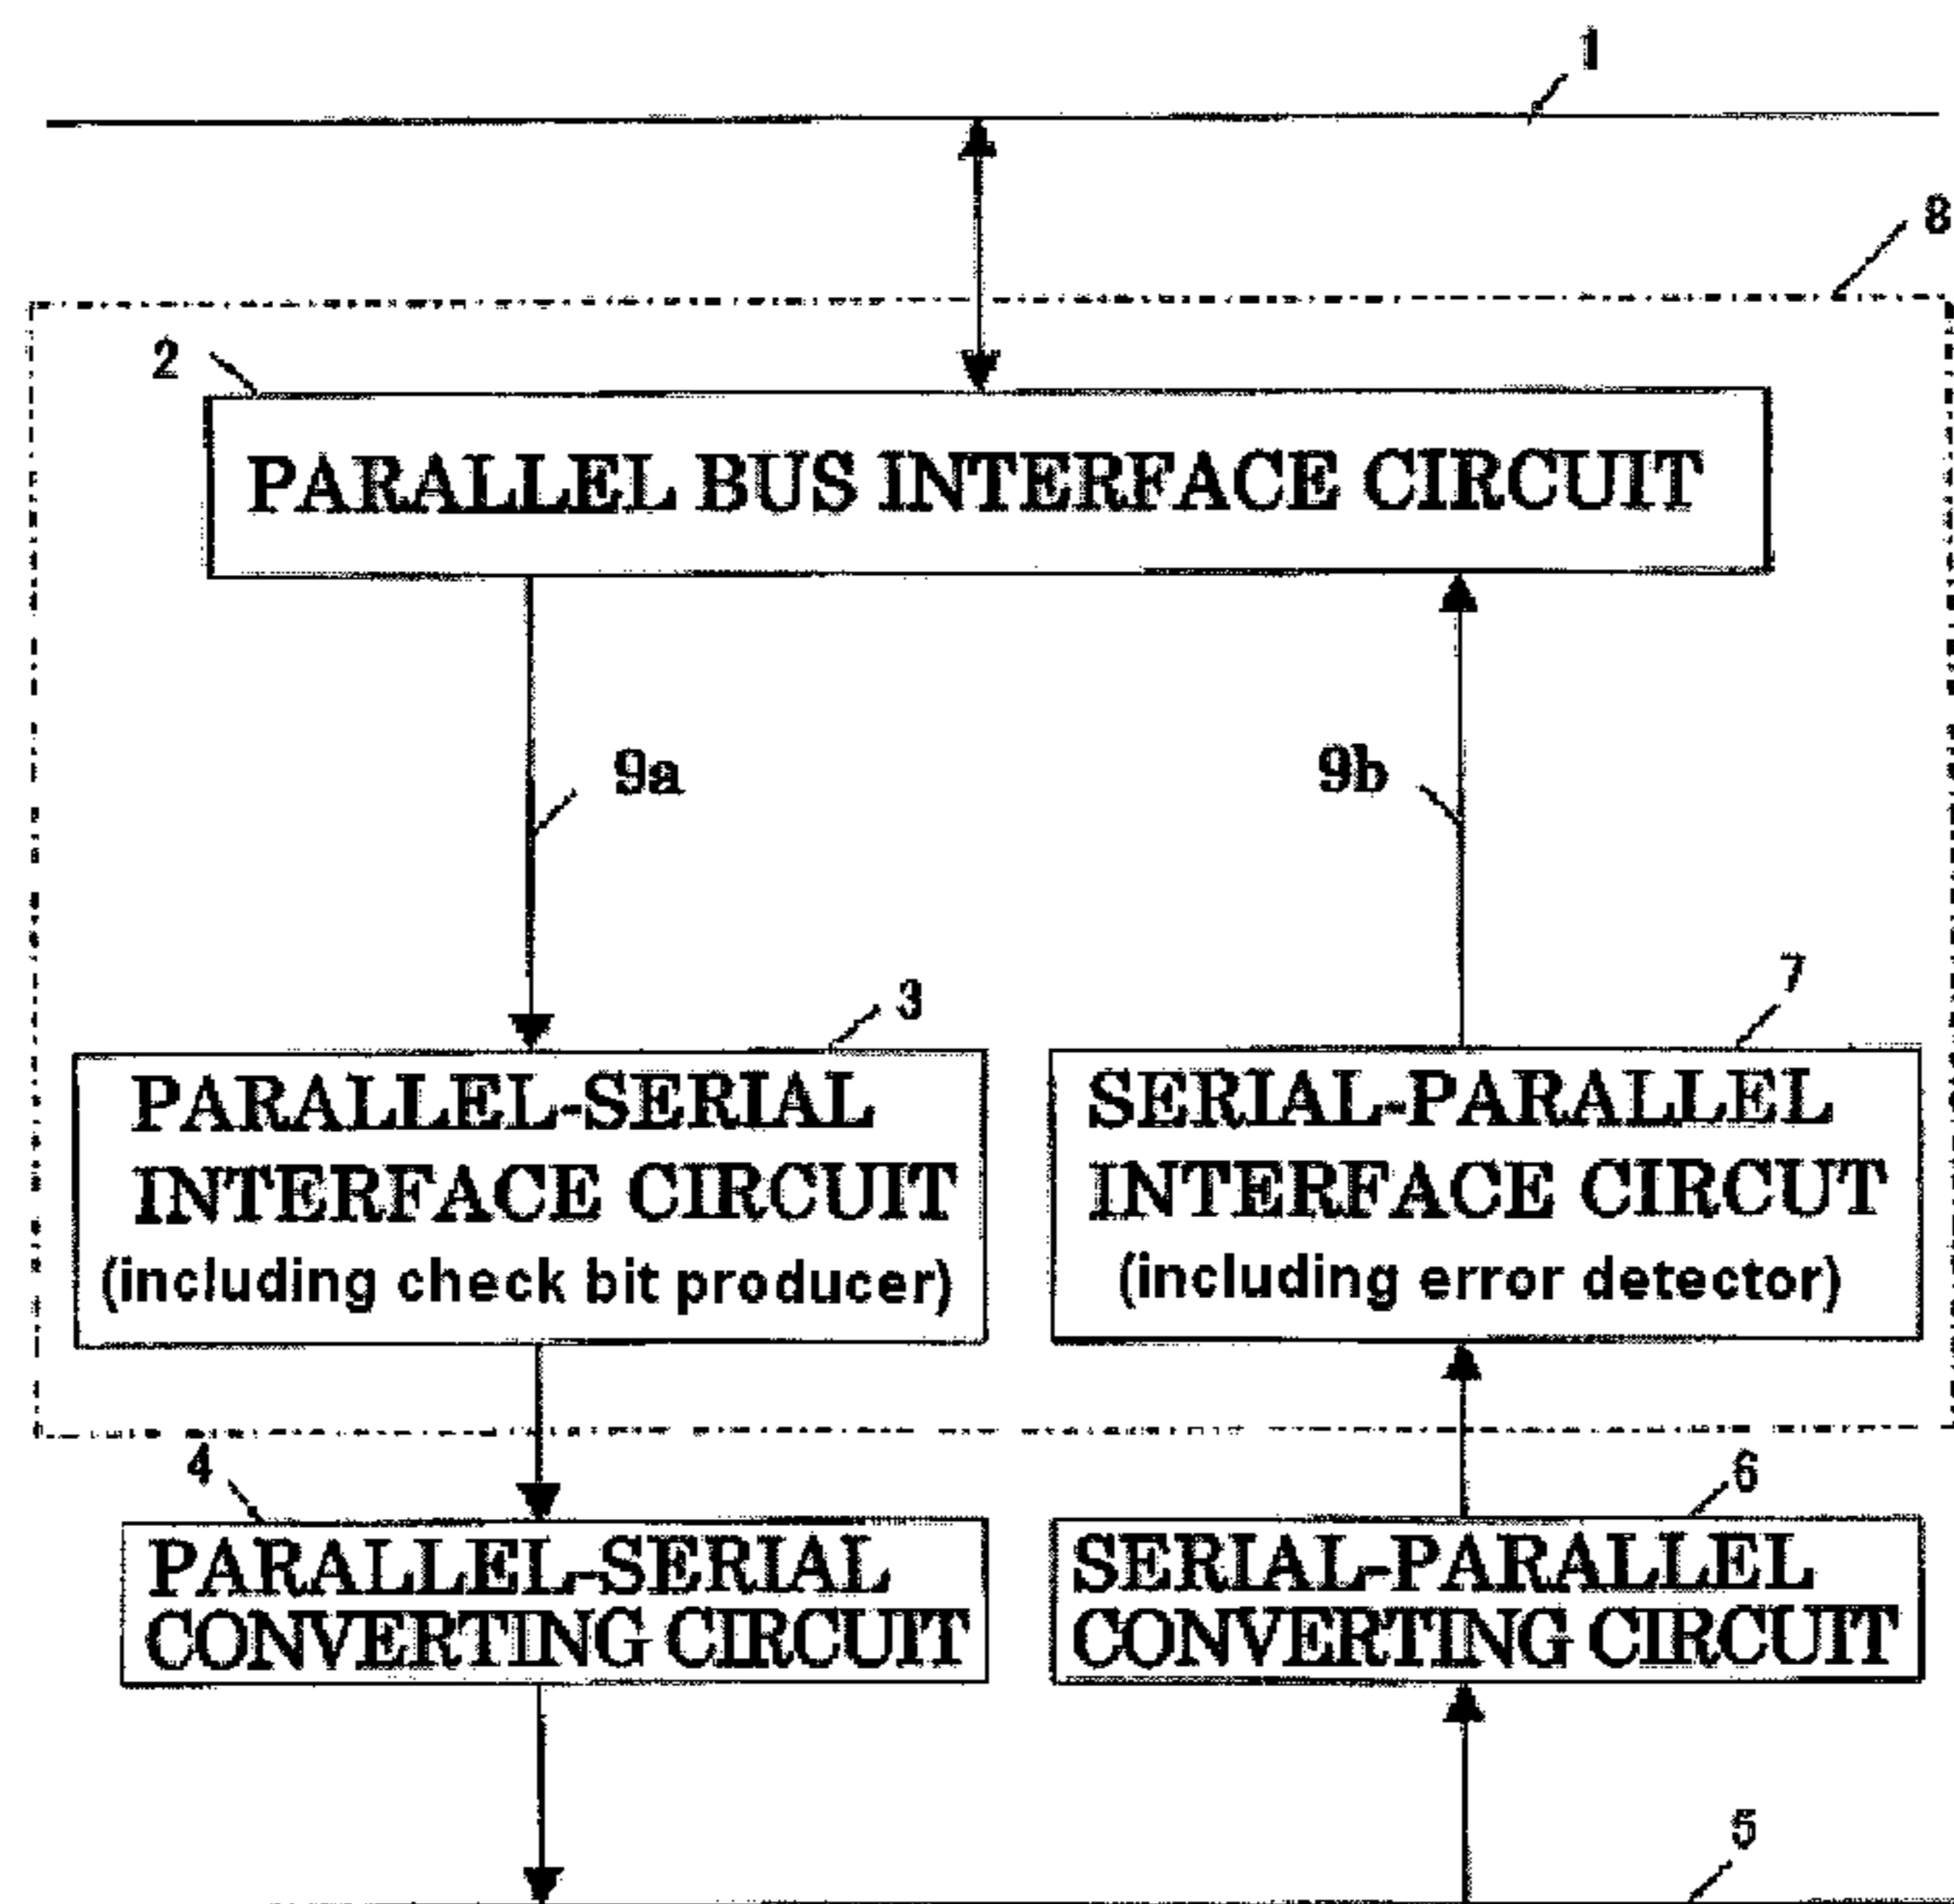 1
8
2
PARALLEL BUS INTERFACE CIRCUIT
9a
9b
3
7
PARALLEL-SERIAL
INTERFACE CIRCUIT
(including check bit producer)
SERIAL-PARALLEL
INTERFACE CIRCUT
(including error detector)
4
6
PARALLEL-SERIAL
CONVERTING CIRCUIT
SERIAL-PARALLEL
CONVERTING CIRCUIT
5